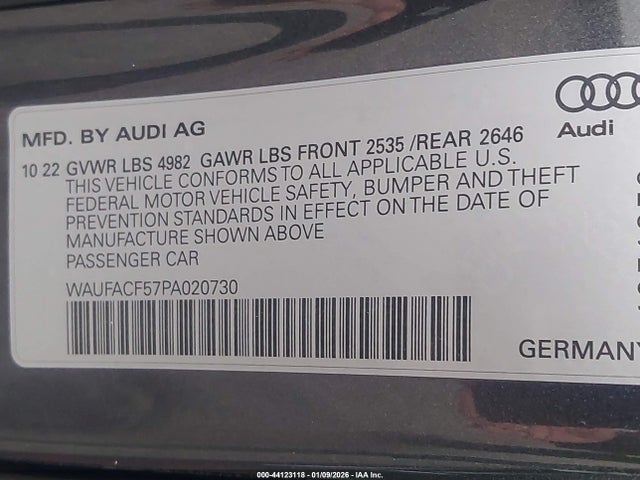 MFD. BY AUDI AG
10 22 GVWR LBS 4982 GAWR LBS FRONT 2535 /REAR 2646
THIS VEHICLE CONFORMS TO ALL APPLICABLE U.S.
FEDERAL MOTOR VEHICLE SAFETY, BUMPER AND THEFT
PREVENTION STANDARDS IN EFFECT ON THE DATE OF
MANUFACTURE SHOWN ABOVE
PASSENGER CAR
WAUFACF57PA020730
Audi
GERMANY
000-44123118 - 01/09/2026 - IAA Inc.